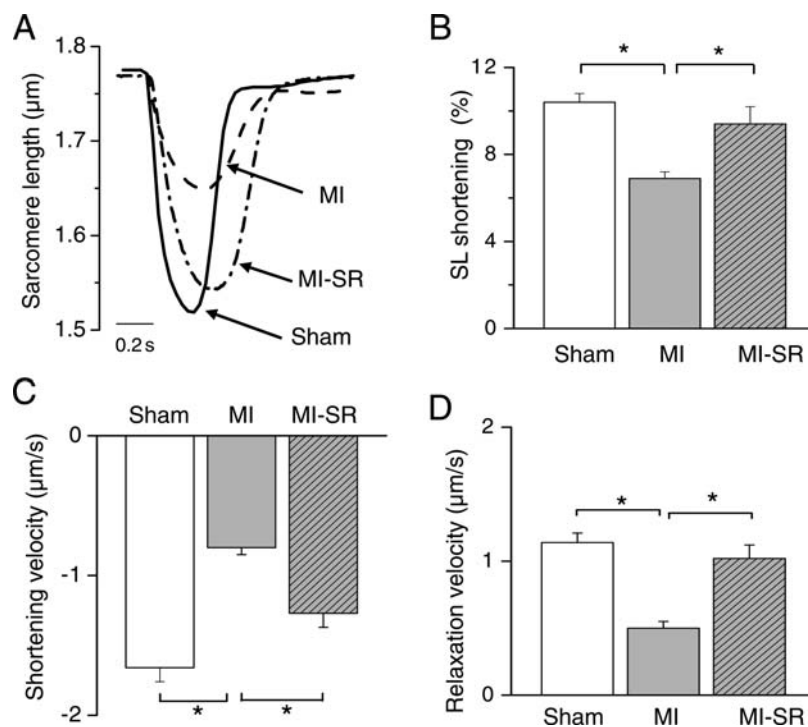 A
1.8
1.7
1.6
1.5
Sarcomere length (µm)
0.2 s
MI
MI-SR
Sham
B
12
8
4
0
SL shortening (%)
*
*
Sham MI MI-SR
C
Sham MI MI-SR
0
-1
-2
Shortening velocity (µm/s)
*
*
D
2
1
0
Relaxation velocity (µm/s)
*
*
Sham MI MI-SR